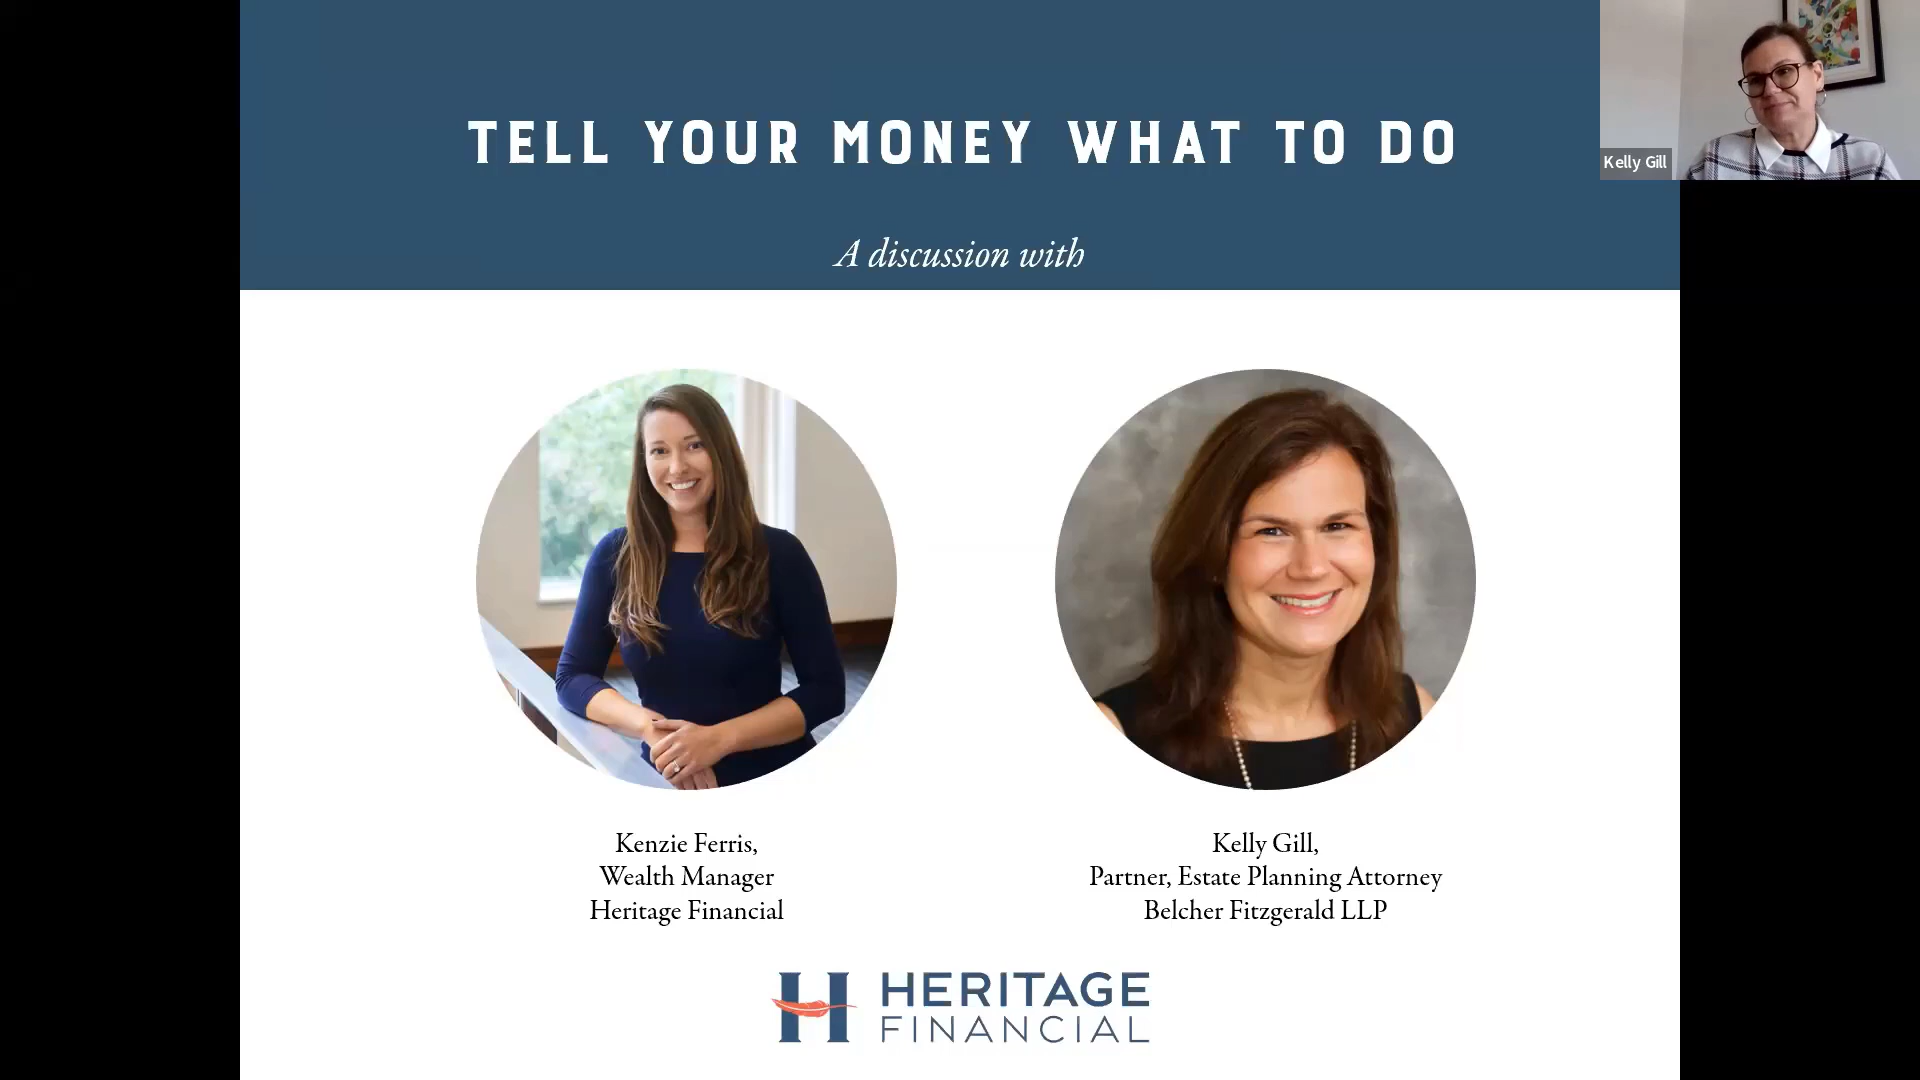 TELL YOUR MONEY WHAT TO DO
A discussion with
Kelly Gill
Kenzie Ferris,
Wealth Manager
Heritage Financial
Kelly Gill,
Partner, Estate Planning Attorney
Belcher Fitzgerald LLP
H HERITAGE
FINANCIAL